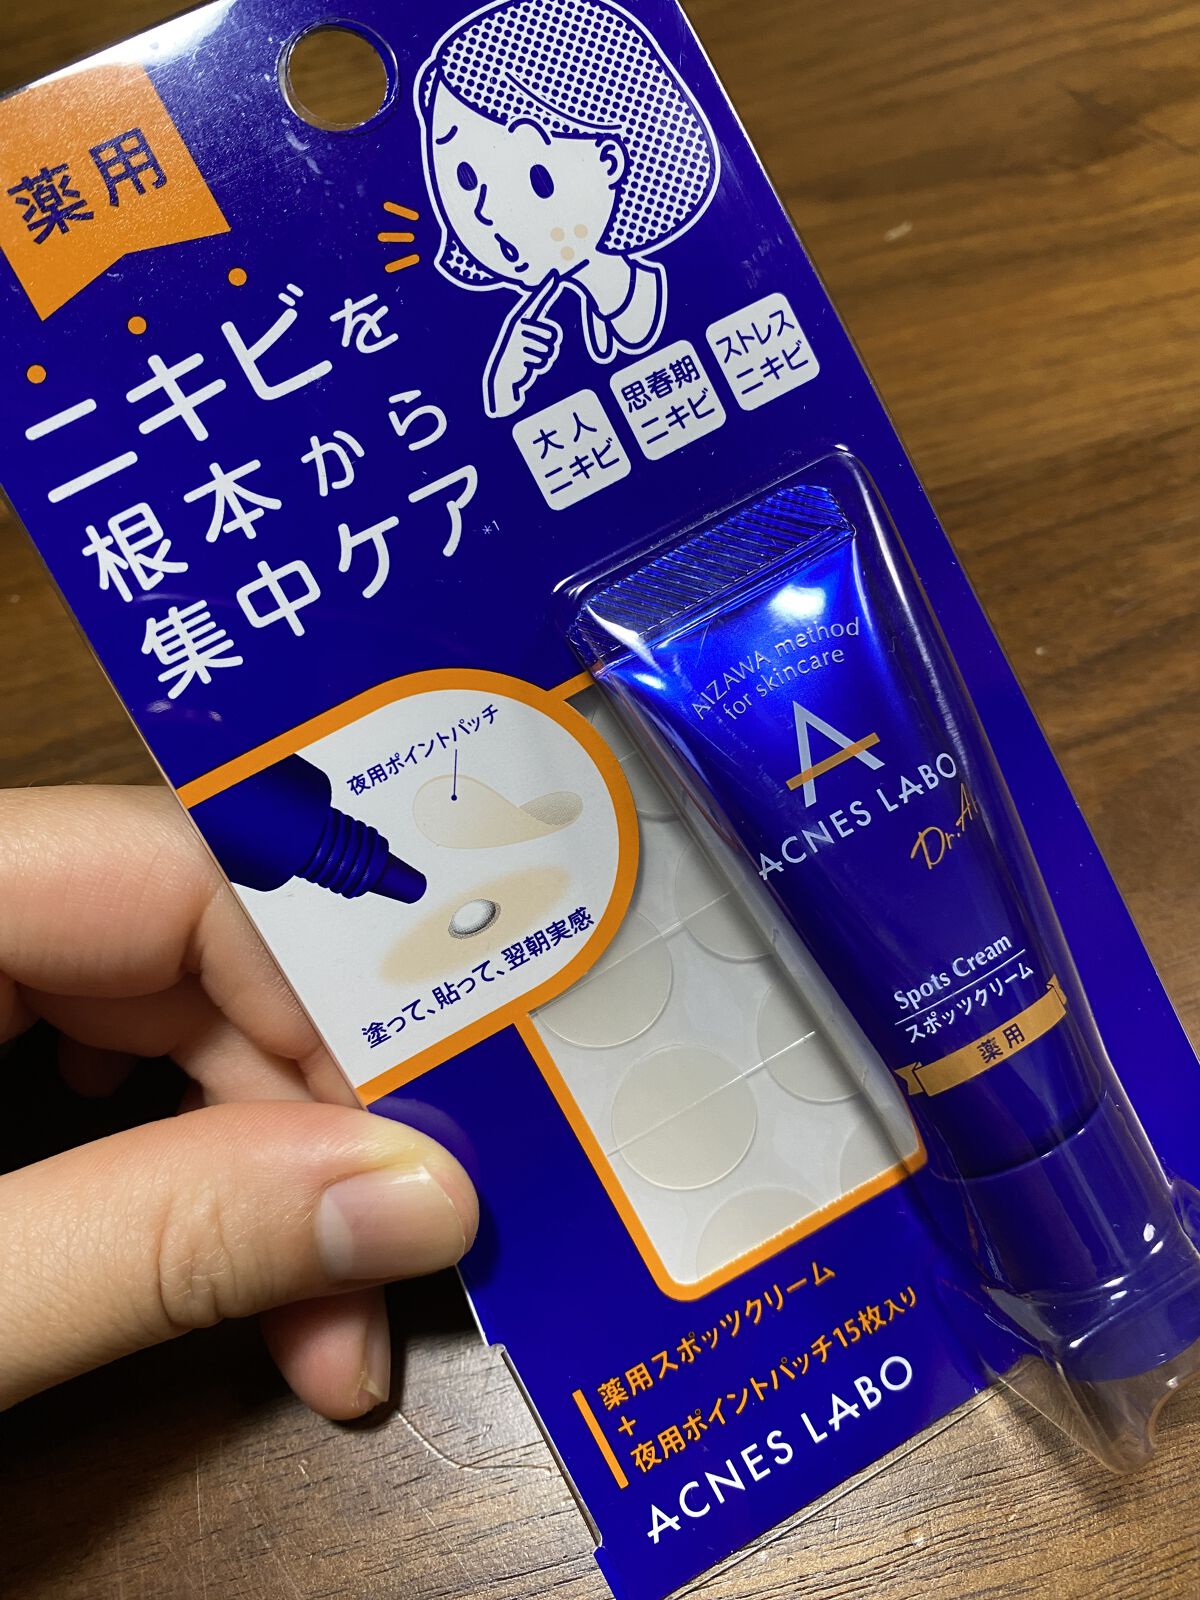 薬用
ニキビを
根本から
集中ケア
*1
大人
ニキビ
思春期
ニキビ
ストレス
ニキビ
夜用ポイントパッチ
塗って、貼って、翌朝実感
AIZAWA method
for skincare
A
ACNES LABO
Dr.
Spots Cream
スポッツクリーム
薬用
薬用スポッツクリーム
+
夜用ポイントパッチ15枚入り
ACNES LABO